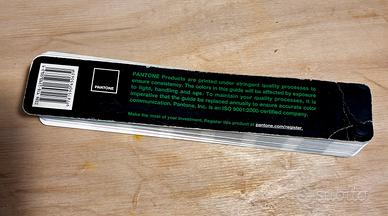 PANTONE
PANTONE Products are printed under stringent quality processes to
ensure consistency. The colors in this guide will be affected by exposure
to light, handling and age. To maintain your quality processes, it is
imperative that the guide be replaced annually to ensure accurate color
communication. Pantone, Inc. is an ISO 9001:2000 certified company.
Make the most of your investment. Register this product at pantone.com/register.
subito